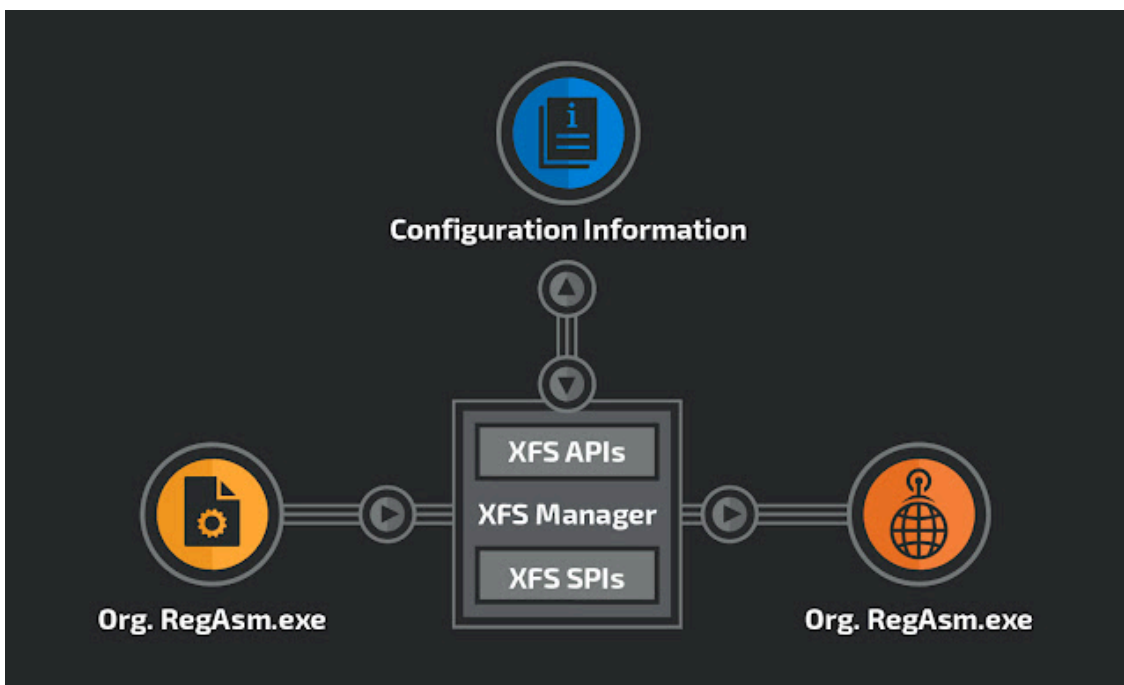 Configuration Information
XFS APIs
XFS Manager
XFS SPIs
Org. RegAsm.exe
Org. RegAsm.exe